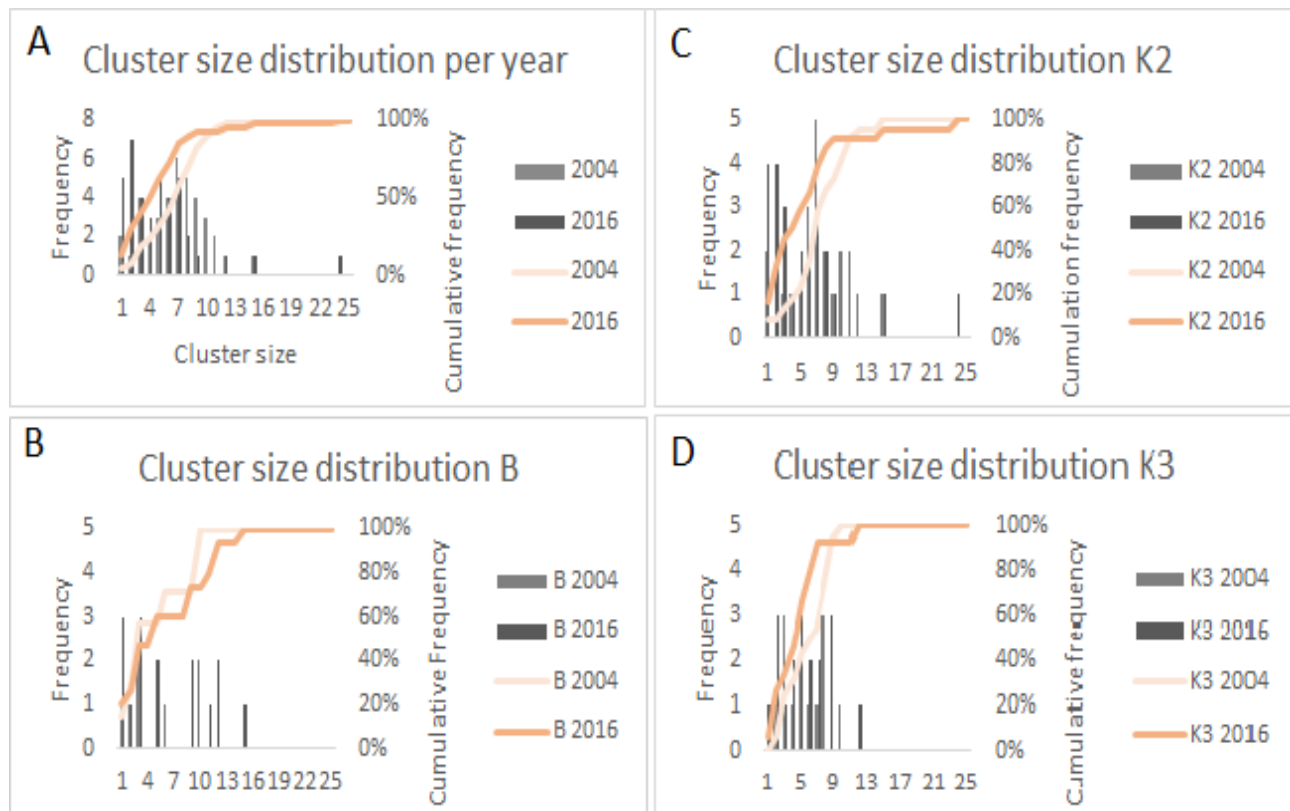 A
Cluster size distribution per year
Frequency
8
6
4
2
0
100%
50%
0%
Cumulative frequency
1 4 7 10 13 16 19 22 25
Cluster size
2004
2016
2004
2016
C
Cluster size distribution K2
Frequency
5
4
3
2
1
0
100%
80%
60%
40%
20%
0%
Cumulation frequency
1 5 9 13 17 21 25
K2 2004
K2 2016
K2 2004
K2 2016
B
Cluster size distribution B
Frequency
5
4
3
2
1
0
100%
80%
60%
40%
20%
0%
Cumulative Frequency
1 4 7 10 13 16 19 22 25
B 2004
B 2016
B 2004
B 2016
D
Cluster size distribution K3
Frequency
5
4
3
2
1
0
100%
80%
60%
40%
20%
0%
Cumulative frequency
1 5 9 13 17 21 25
K3 2004
K3 2016
K3 2004
K3 2016